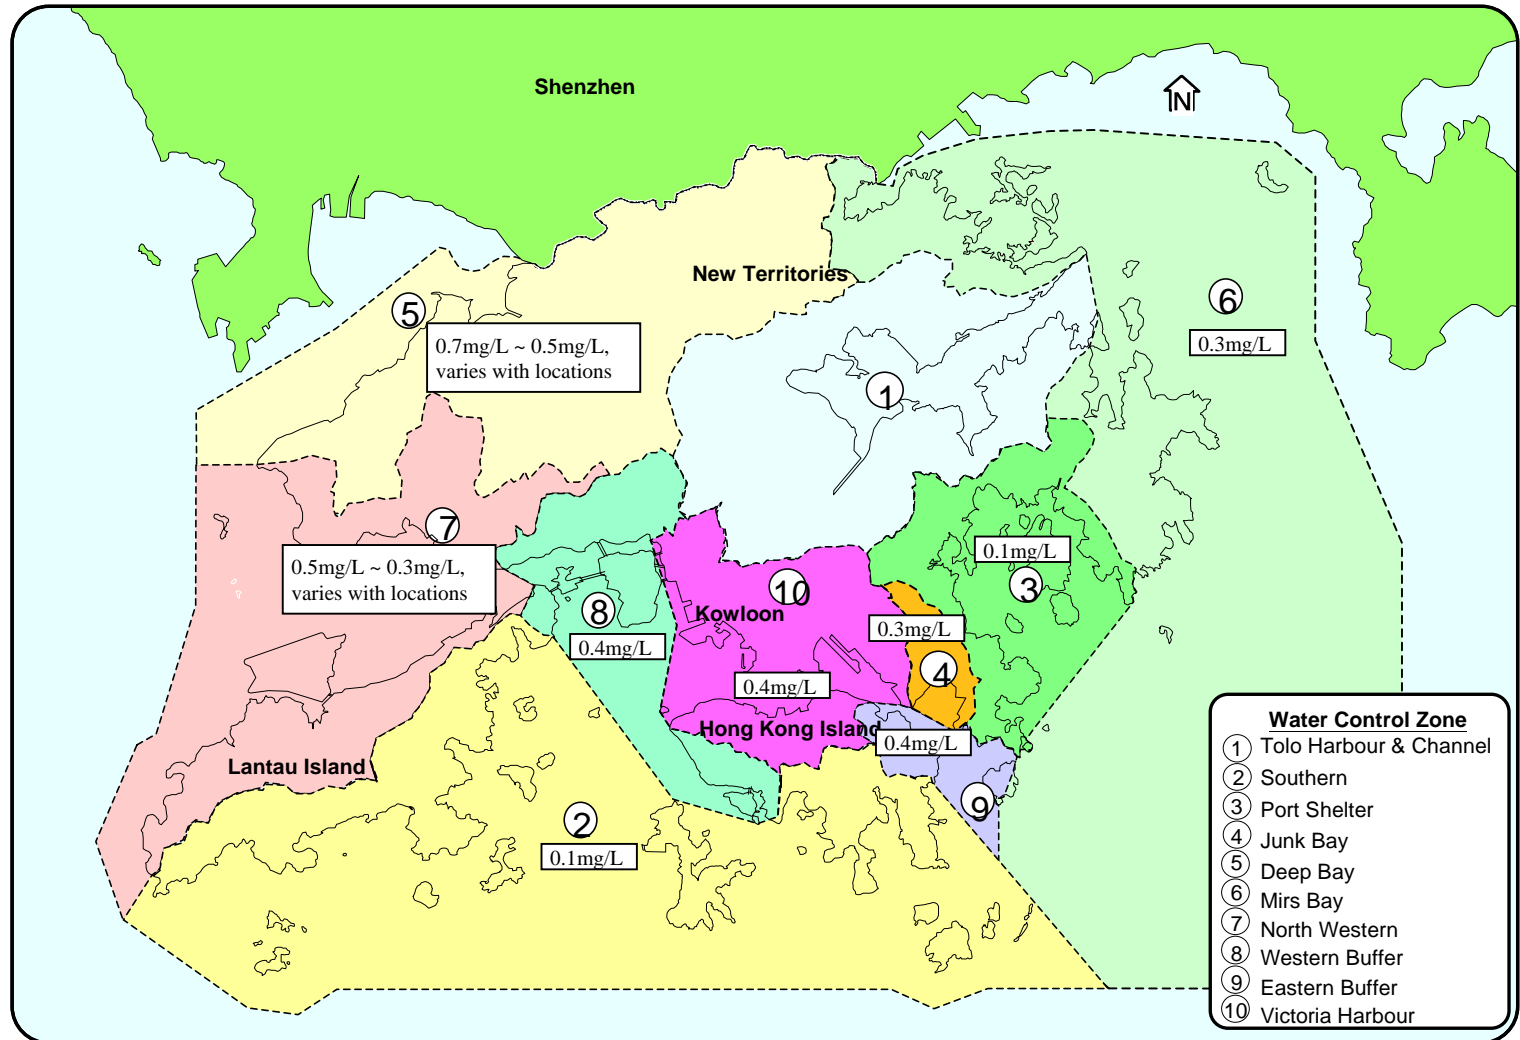 Shenzhen
N
New Territories
5
6
0.7mg/L ~ 0.5mg/L,
varies with locations
0.3mg/L
1
7
0.5mg/L ~ 0.3mg/L,
varies with locations
0.1mg/L
3
10
8
Kowloon
0.4mg/L
0.3mg/L
4
0.4mg/L
Hong Kong Island
0.4mg/L
Lantau Island
9
2
0.1mg/L
Water Control Zone
1 Tolo Harbour & Channel
2 Southern
3 Port Shelter
4 Junk Bay
5 Deep Bay
6 Mirs Bay
7 North Western
8 Western Buffer
9 Eastern Buffer
10 Victoria Harbour